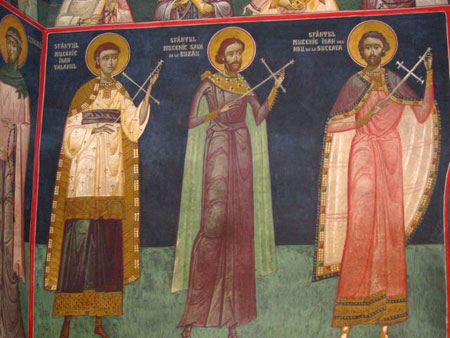 SFÂNTUL
MUCENIC
IOAN
VALAHUL
SFÂNTUL
MUCENIC SAVA
DE LA BUZĂU
SFÂNTUL
MUCENIC IOAN CEL
NOU DE LA SUCEAVA